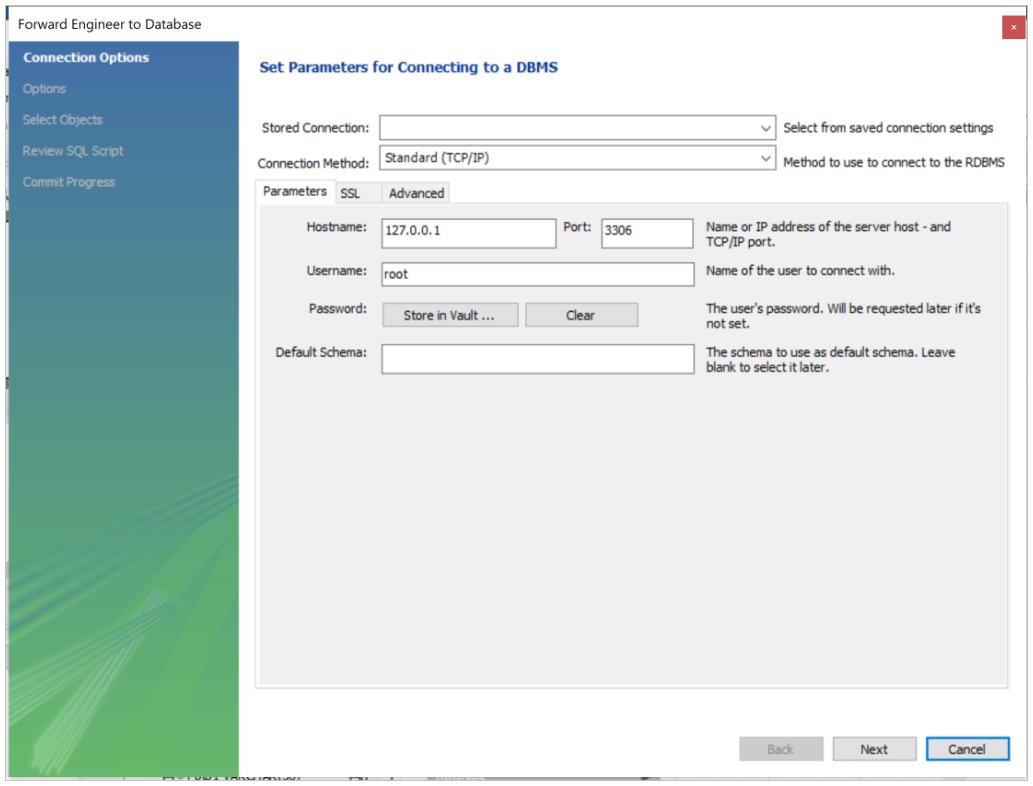 Forward Engineer to Database
×
Connection Options
Options
Select Objects
Review SQL Script
Commit Progress
Set Parameters for Connecting to a DBMS
Stored Connection:
Select from saved connection settings
Connection Method:
Standard (TCP/IP)
Method to use to connect to the RDBMS
Parameters
SSL
Advanced
Hostname:
127.0.0.1
Port:
3306
Name or IP address of the server host - and
TCP/IP port.
Username:
root
Name of the user to connect with.
Password:
Store in Vault ...
Clear
The user's password. Will be requested later if it's
not set.
Default Schema:
The schema to use as default schema. Leave
blank to select it later.
Back
Next
Cancel